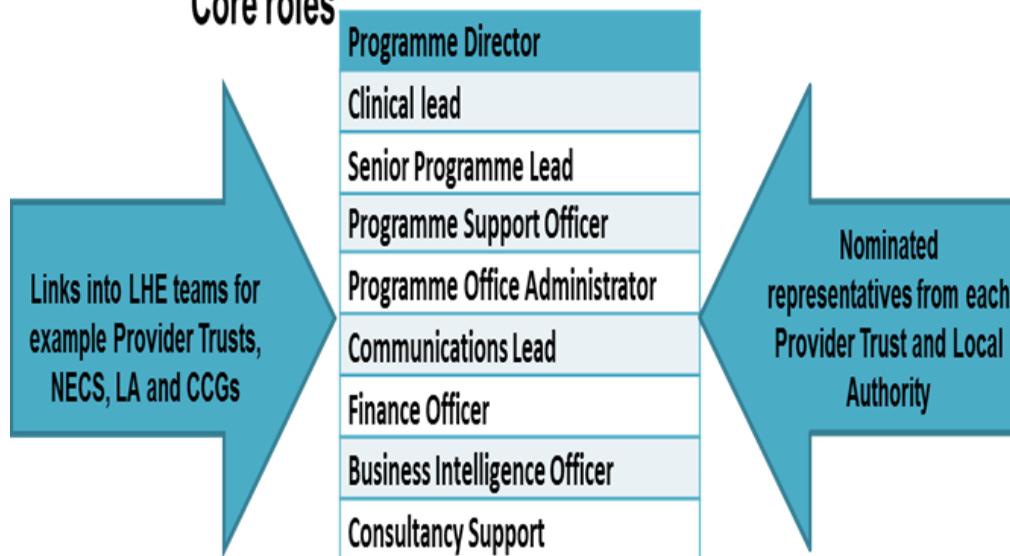 Core roles
Programme Director
Clinical lead
Senior Programme Lead
Programme Support Officer
Programme Office Administrator
Communications Lead
Finance Officer
Business Intelligence Officer
Consultancy Support
Links into LHE teams for
example Provider Trusts,
NECS, LA and CCGs
Nominated
representatives from each
Provider Trust and Local
Authority